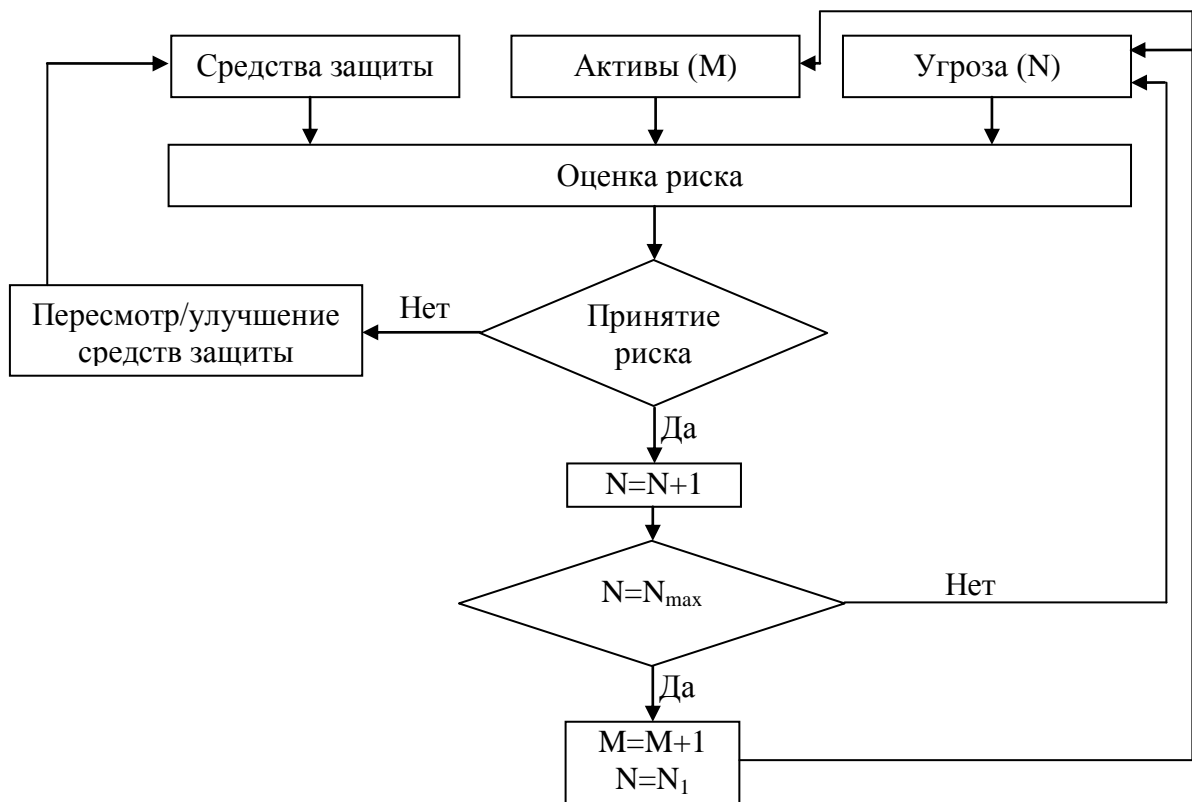 Средства защиты
Активы (M)
Угроза (N)
Оценка риска
Пересмотр/улучшение
средств защиты
Нет
Принятие
риска
Да
N=N+1
N=Nmax
Нет
Да
M=M+1
N=N1